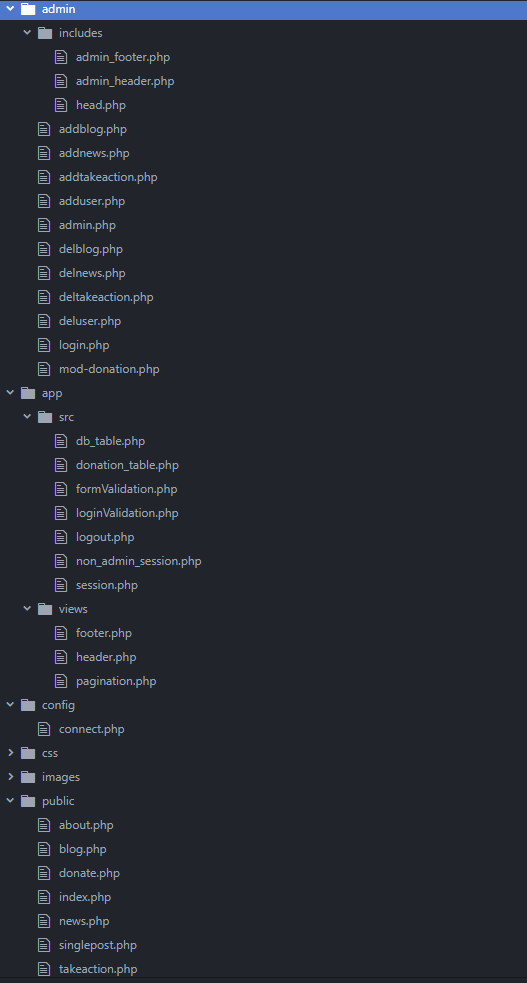 admin
includes
admin_footer.php
admin_header.php
head.php
addblog.php
addnews.php
addtakeaction.php
adduser.php
admin.php
delblog.php
delnews.php
deltakeaction.php
deluser.php
login.php
mod-donation.php
app
src
db_table.php
donation_table.php
formValidation.php
loginValidation.php
logout.php
non_admin_session.php
session.php
views
footer.php
header.php
pagination.php
config
connect.php
css
images
public
about.php
blog.php
donate.php
index.php
news.php
singlepost.php
takeaction.php